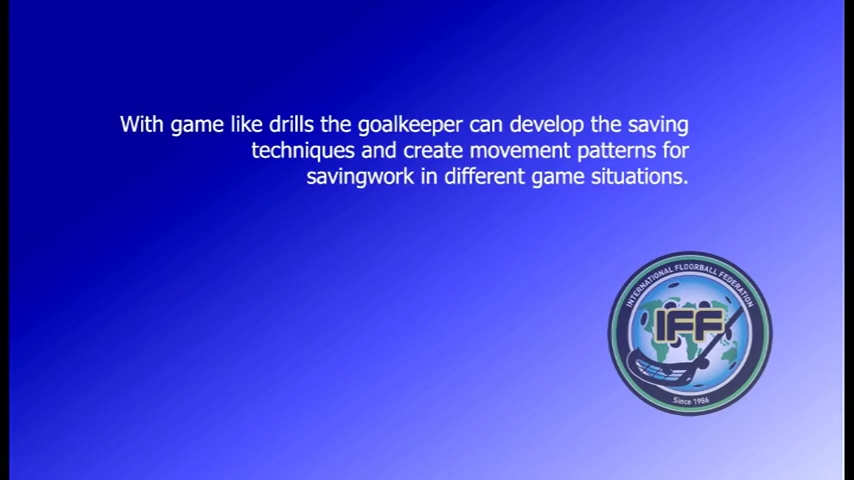 With game like drills the goalkeeper can develop the saving
techniques and create movement patterns for
savingwork in different game situations.
INTERNATIONAL FLOORBALL FEDERATION
IFF
Since 1986